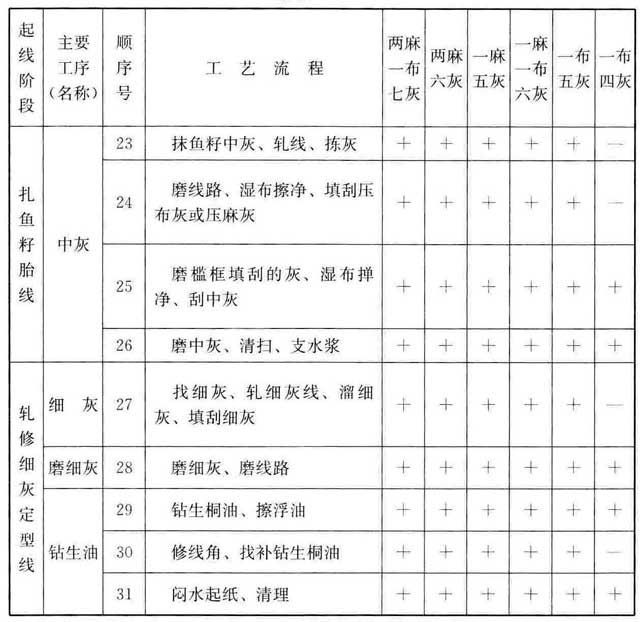 起线阶段 主要工序（名称） 顺序号 工艺流程 两麻一布七灰 两麻六灰 一麻五灰 一麻一布六灰 一布五灰 一布四灰
扎鱼籽胎线 中灰 23 抹鱼籽中灰、轧线、拣灰 + + + + + —
24 磨线路、湿布擦净、填刮压
布灰或压麻灰 + + + + + —
25 磨槛框填刮的灰、湿布掸
净、刮中灰 + + + + + +
26 磨中灰、清扫、支水浆 + + + + + +
轧修细灰定型线 细灰 27 找细灰、轧细灰线、溜细
灰、填刮细灰 + + + + + —
磨细灰 28 磨细灰、磨线路 + + + + + +
钻生油 29 钻生桐油、擦浮油 + + + + + +
30 修线角、找补钻生桐油 + + + + + —
31 闷水起纸、清理 + + + + + +